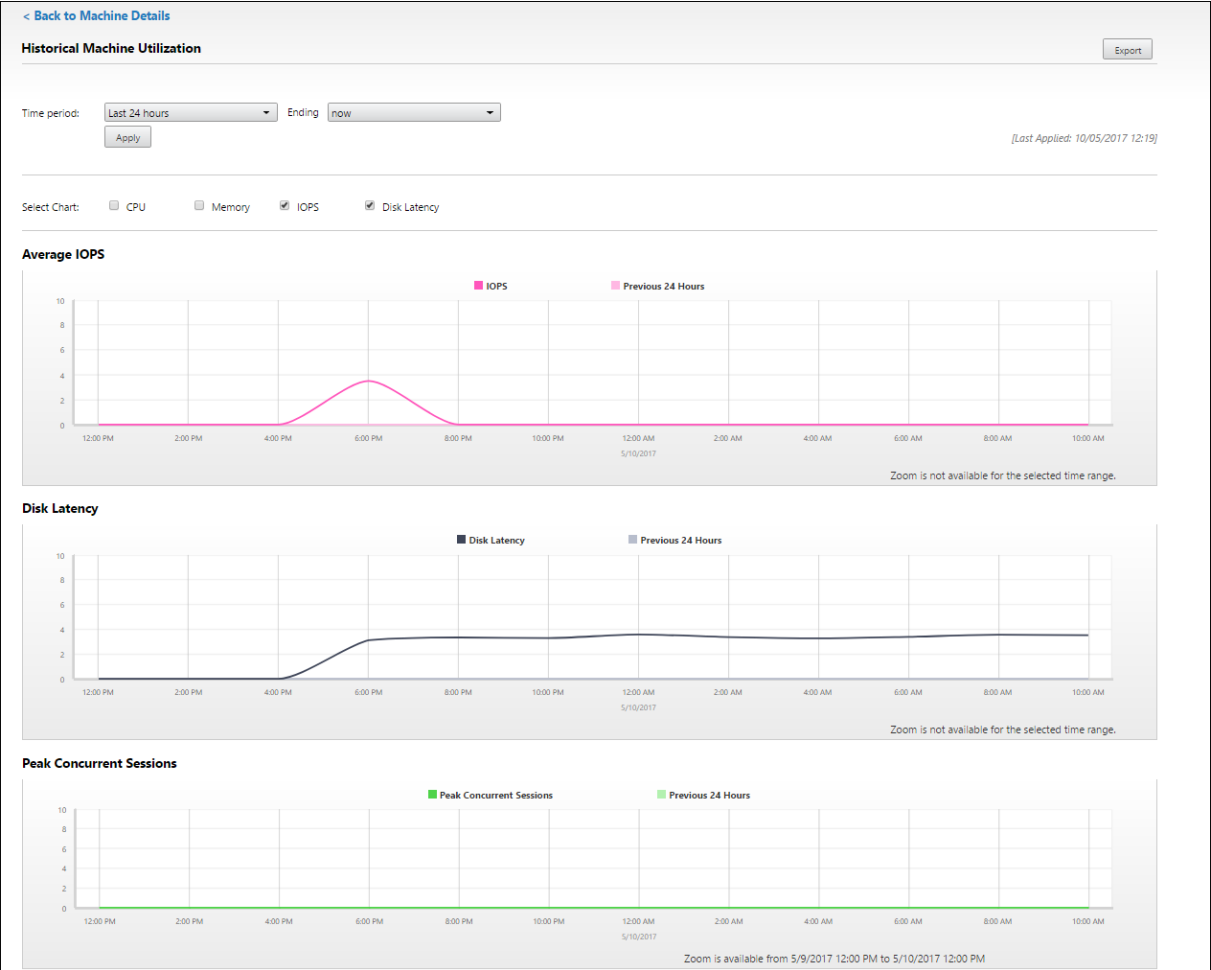 < Back to Machine Details
Historical Machine Utilization
Export
Time period: Last 24 hours Ending now
Apply
[Last Applied: 10/05/2017 12:19]
Select Chart: CPU Memory IOPS Disk Latency
Average IOPS
IOPS Previous 24 Hours
10
8
6
4
2
0
12:00 PM 2:00 PM 4:00 PM 6:00 PM 8:00 PM 10:00 PM 12:00 AM 2:00 AM 4:00 AM 6:00 AM 8:00 AM 10:00 AM
5/10/2017
Zoom is not available for the selected time range.
Disk Latency
Disk Latency Previous 24 Hours
10
8
6
4
2
0
12:00 PM 2:00 PM 4:00 PM 6:00 PM 8:00 PM 10:00 PM 12:00 AM 2:00 AM 4:00 AM 6:00 AM 8:00 AM 10:00 AM
5/10/2017
Zoom is not available for the selected time range.
Peak Concurrent Sessions
Peak Concurrent Sessions Previous 24 Hours
10
8
6
4
2
0
12:00 PM 2:00 PM 4:00 PM 6:00 PM 8:00 PM 10:00 PM 12:00 AM 2:00 AM 4:00 AM 6:00 AM 8:00 AM 10:00 AM
5/10/2017
Zoom is available from 5/9/2017 12:00 PM to 5/10/2017 12:00 PM